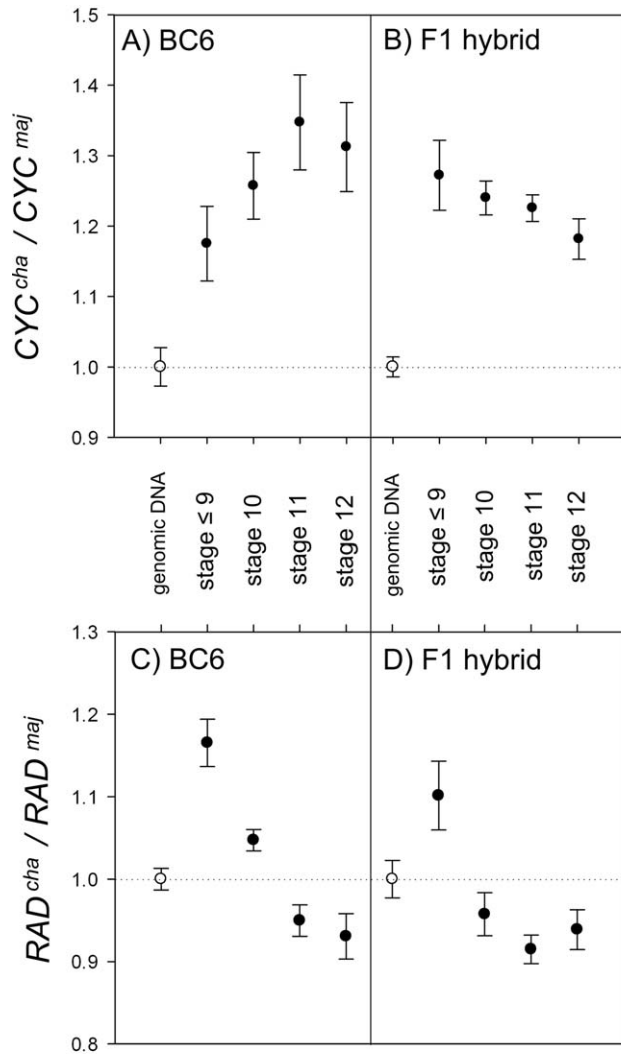 A) BC6
B) F1 hybrid
1.5
1.4
1.3
1.2
1.1
1.0
0.9
CYC^cha / CYC^maj
genomic DNA
stage ≤ 9
stage 10
stage 11
stage 12
genomic DNA
stage ≤ 9
stage 10
stage 11
stage 12
C) BC6
D) F1 hybrid
1.3
1.2
1.1
1.0
0.9
0.8
RAD^cha / RAD^maj